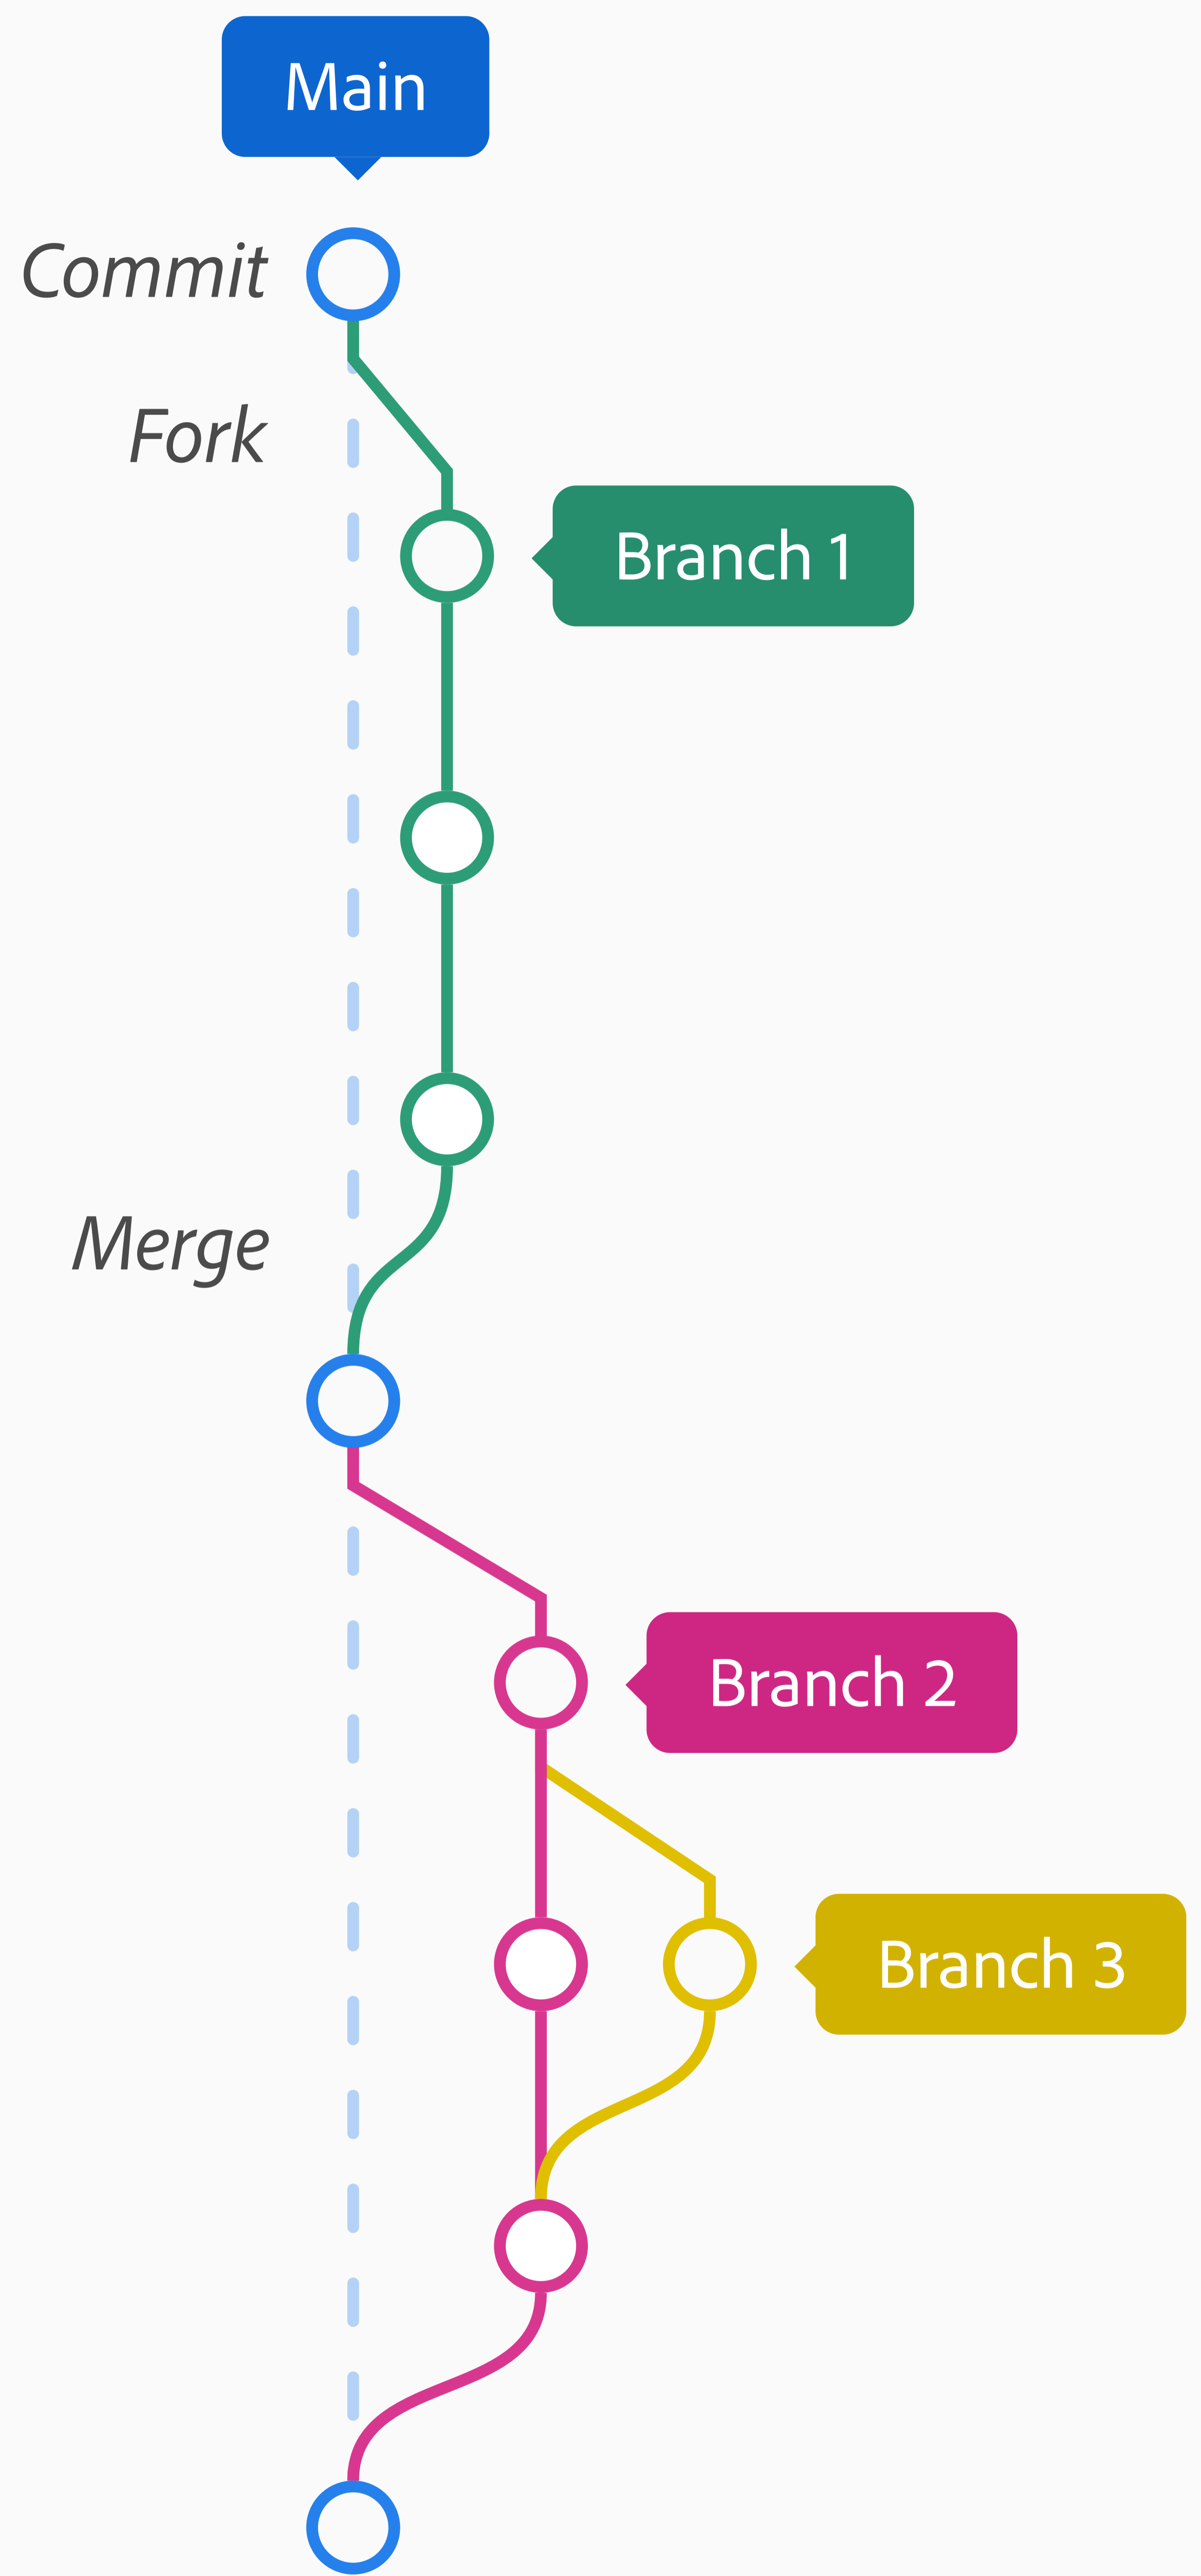 Main
Commit
Fork
Branch 1
Merge
Branch 2
Branch 3